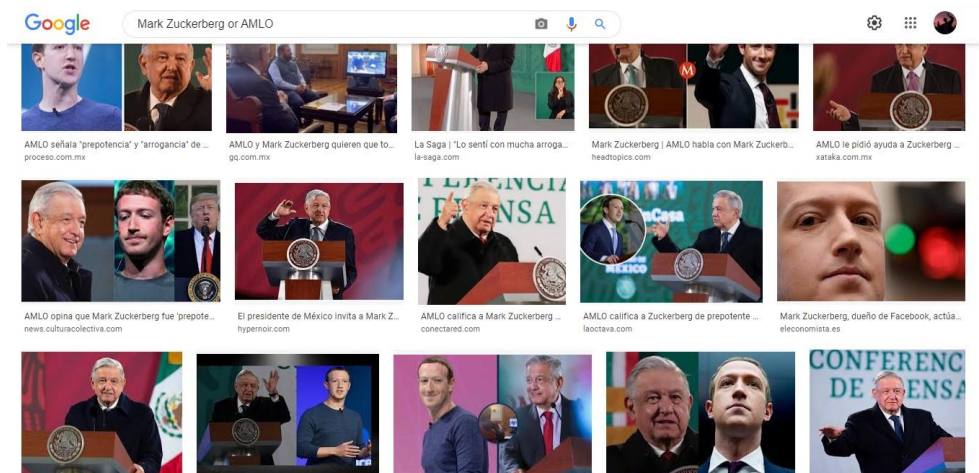 Google
Mark Zuckerberg or AMLO
AMLO señala "prepotencia" y "arrogancia" de ...
proceso.com.mx
AMLO y Mark Zuckerberg quieren que to...
gq.com.mx
La Saga | "Lo sentí con mucha arroga...
la-saga.com
M
Mark Zuckerberg | AMLO habla con Mark Zuckerb...
headtopics.com
AMLO le pidió ayuda a Zuckerberg ...
xataka.com.mx
AMLO opina que Mark Zuckerberg fue 'prepote...
news.culturacolectiva.com
El presidente de México invita a Mark Z...
hypernoir.com
AMLO califica a Mark Zuckerberg ...
conectared.com
MÉXICO
AMLO califica a Zuckerberg de prepotente ...
laoctava.com
Mark Zuckerberg, dueño de Facebook, actúa...
eleconomista.es
CONFERENC
DE PRENSA